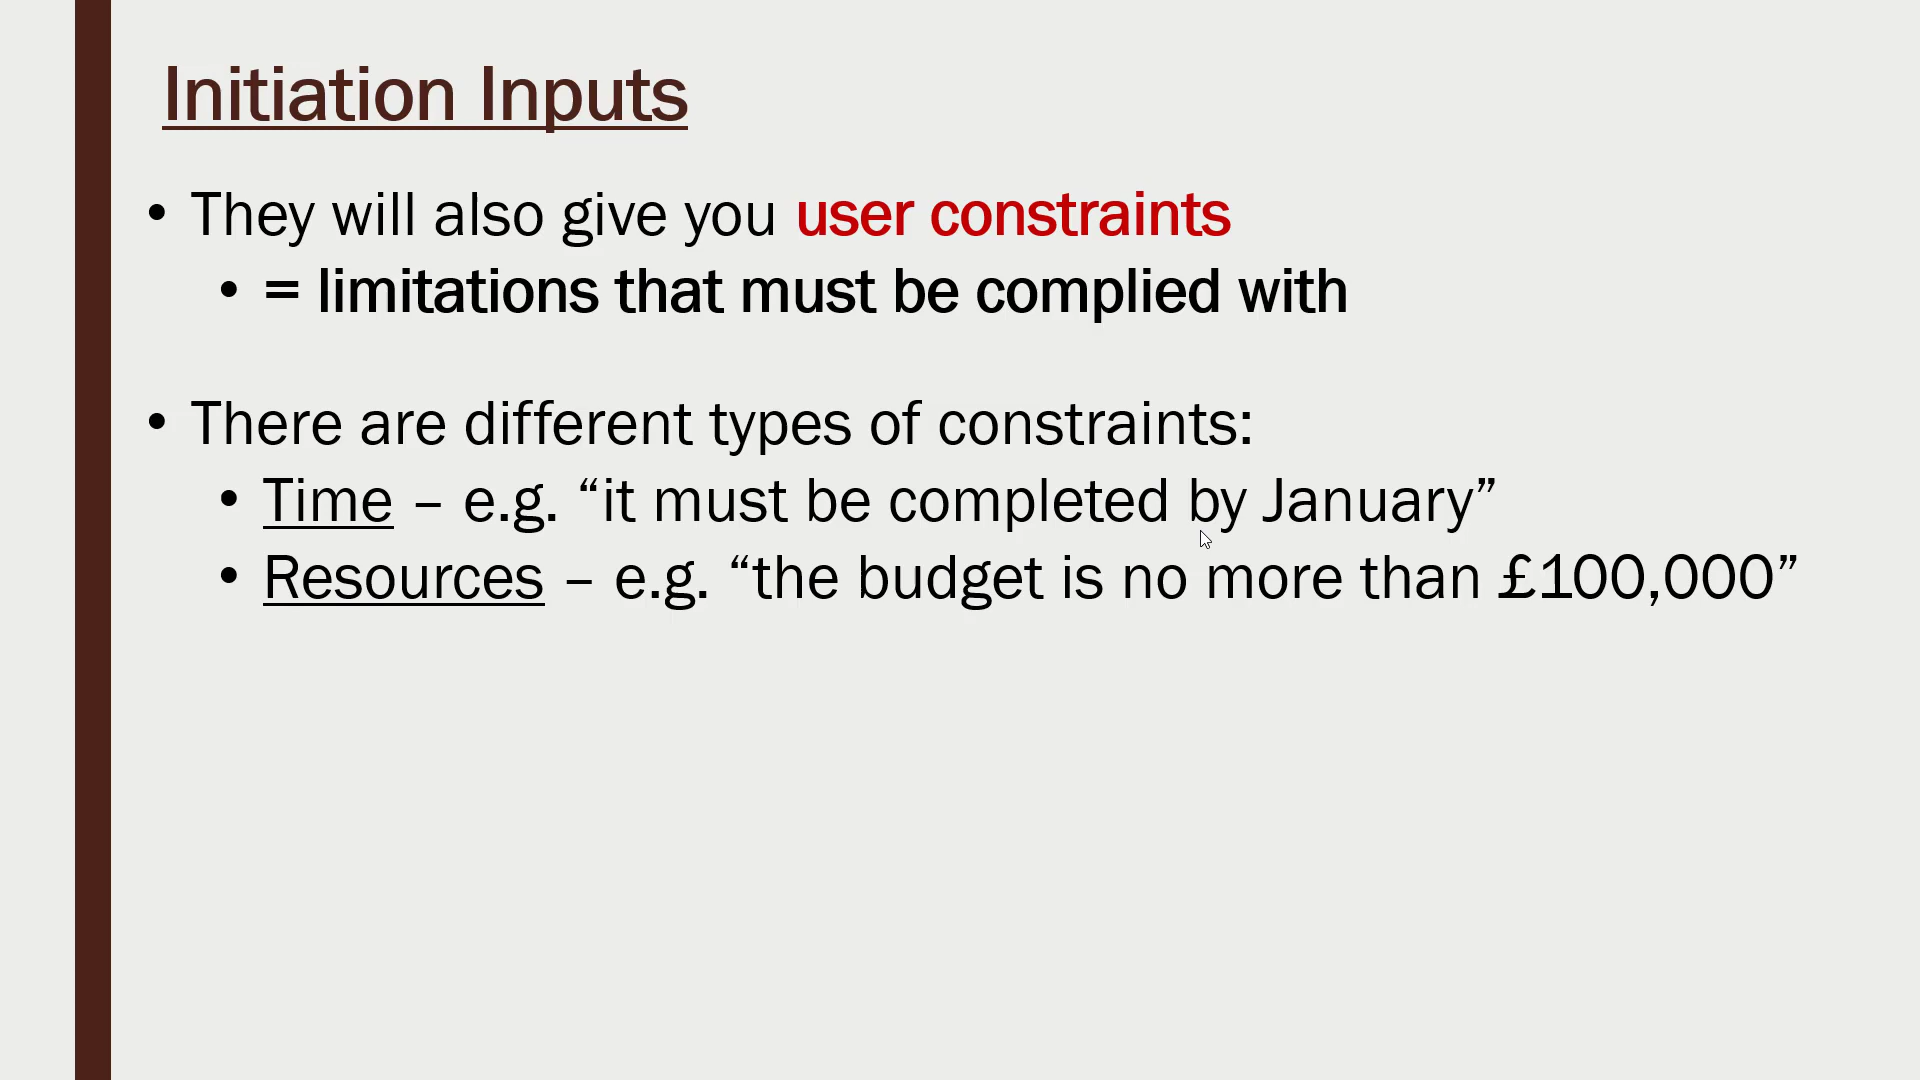 Initiation Inputs
• They will also give you user constraints
• = limitations that must be complied with
• There are different types of constraints:
• Time – e.g. “it must be completed by January”
• Resources – e.g. “the budget is no more than £100,000”